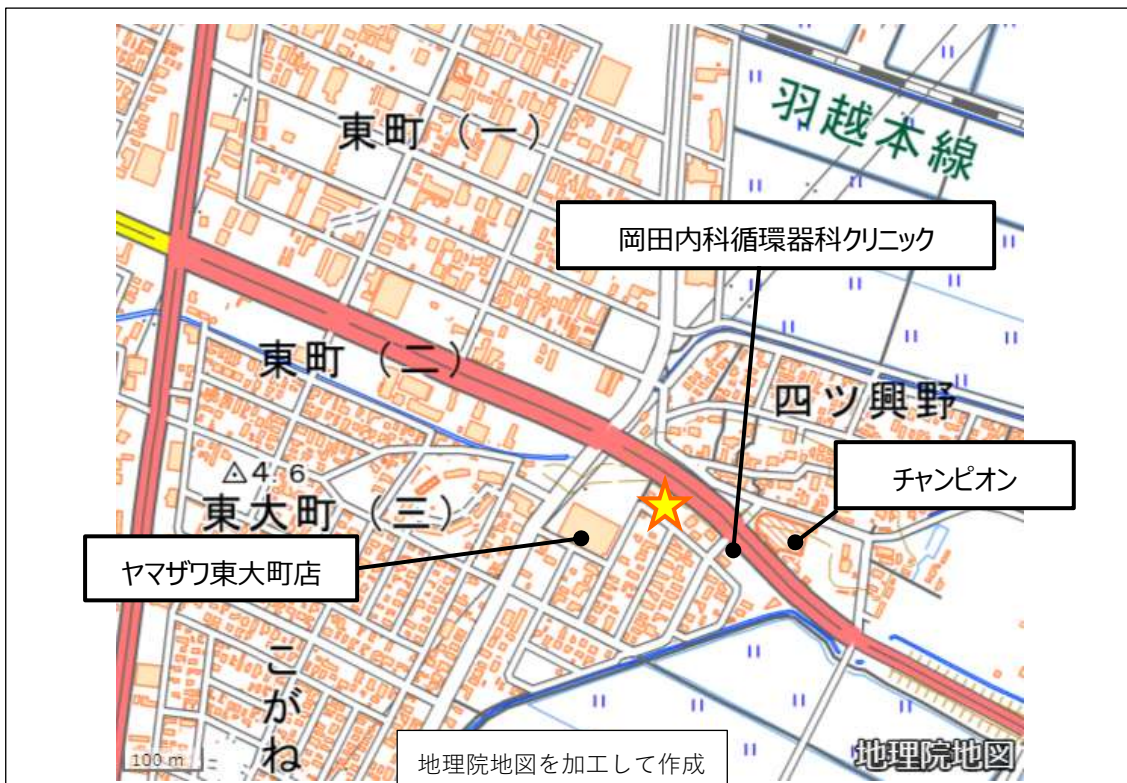 東町（一）
羽越本線
岡田内科循環器科クリニック
東町（二）
四ツ興野
△4.6
チャンピオン
東大町（三）
ヤマザワ東大町店
こがね
100 m
地理院地図を加工して作成
地理院地図